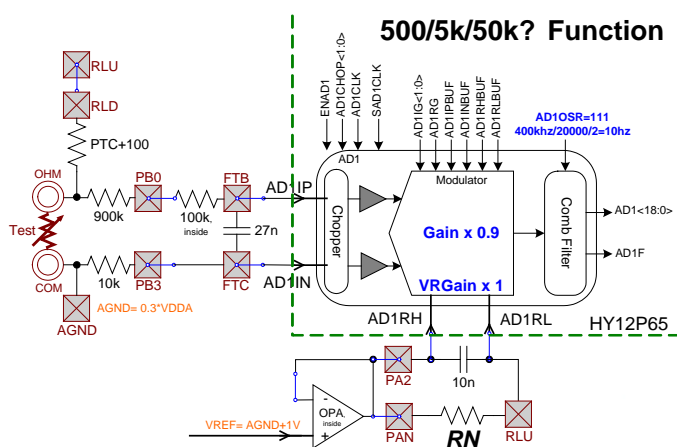 500/5k/50k? Function
RLU
RLD
PTC+100
OHM
900k
PB0
100k.
inside
FTB
AD1IP
27n
Test
COM
10k
PB3
FTC
AD1IN
AGND
AGND= 0.3*VDDA
ENAD1
AD1CHOP<1:0>
AD1CLK
SAD1CLK
AD1IG<1:0>
AD1RG
AD1IPBUF
AD1INBUF
AD1RHBUF
AD1RLBUF
AD1OSR=111
400khz/20000/2=10hz
AD1
Chopper
Modulator
Gain x 0.9
VRGain x 1
Comb Filter
AD1<18:0>
AD1F
AD1RH
AD1RL
HY12P65
PA2
10n
-
OPA.
inside
+
PAN
RN
RLU
VREF= AGND+1V